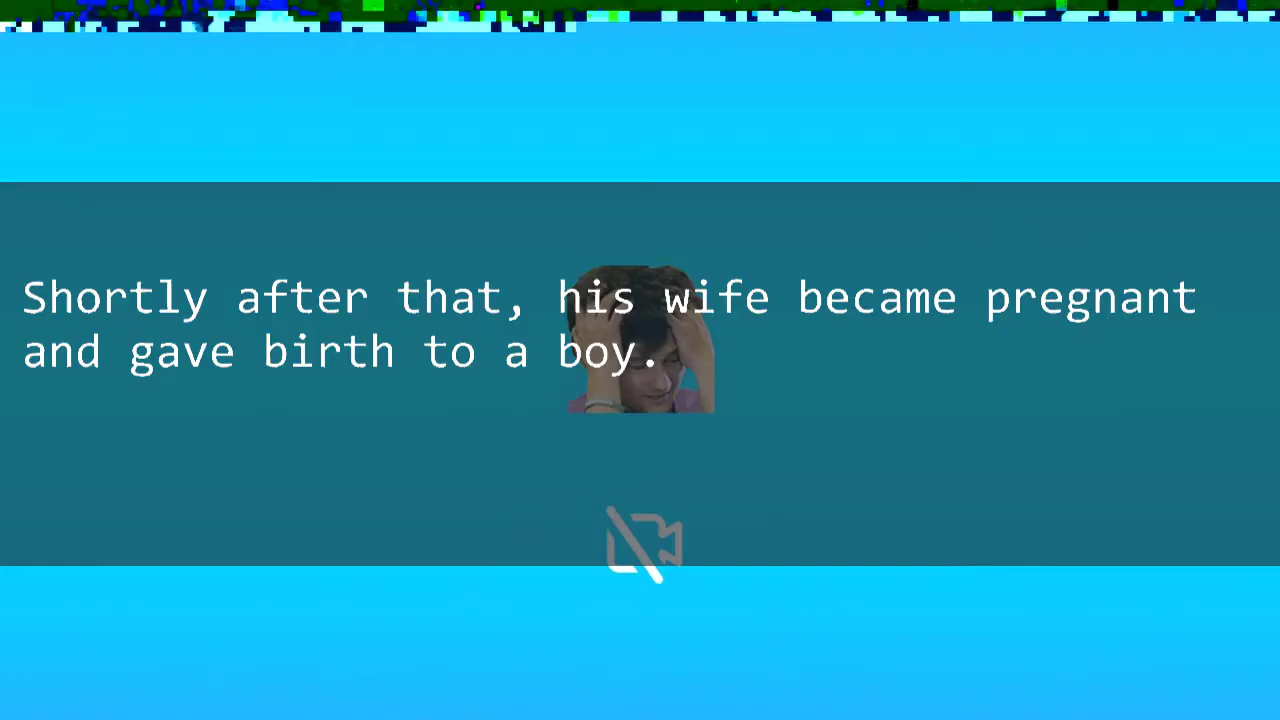 Shortly after that, his wife became pregnant
and gave birth to a boy.